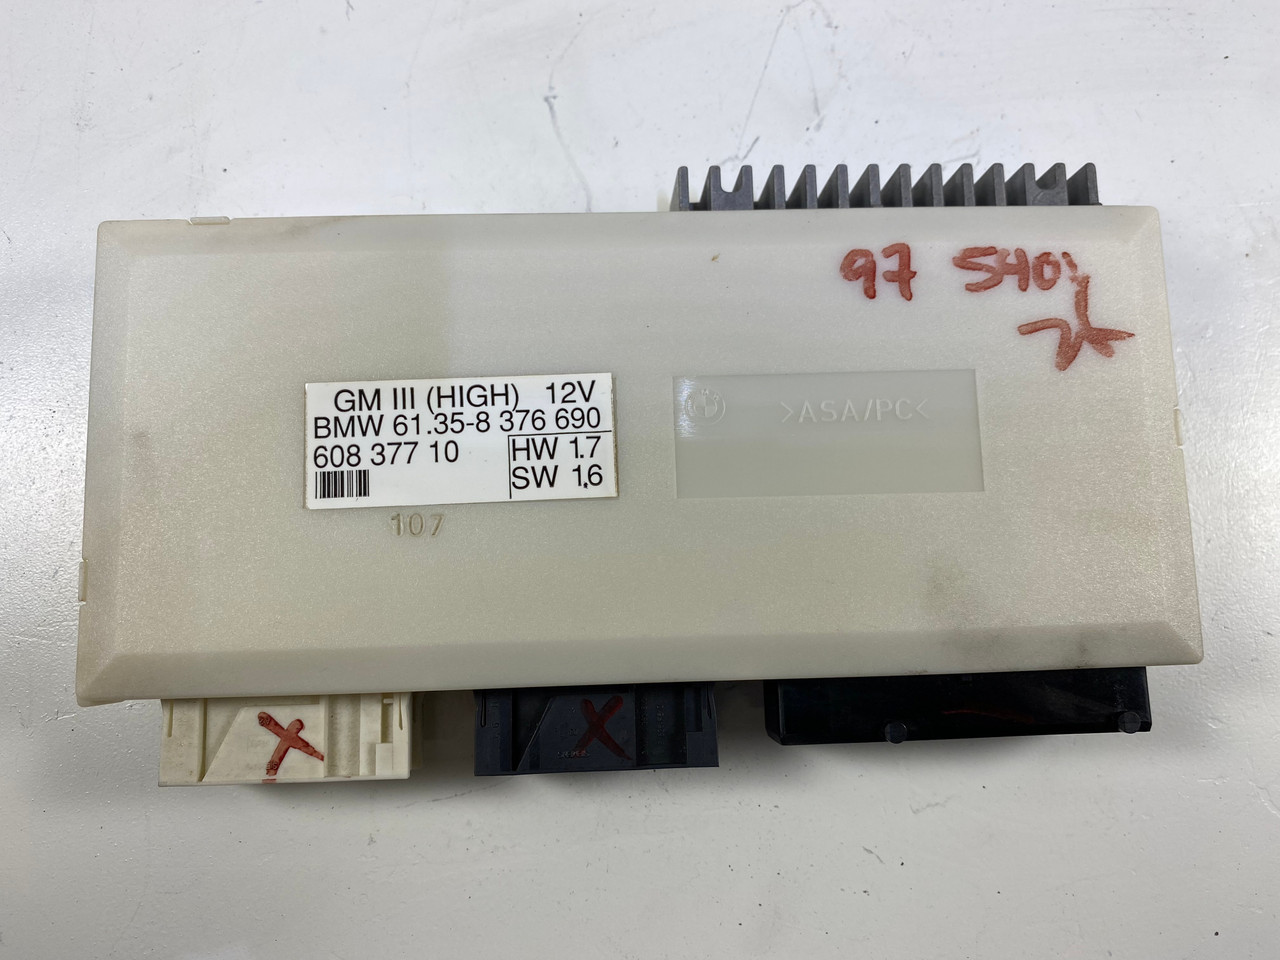 97 540i
GM III (HIGH) 12V
BMW 61.35-8 376 690
608 377 10
HW 1.7
SW 1.6
>ASA/PC<
107
X
X